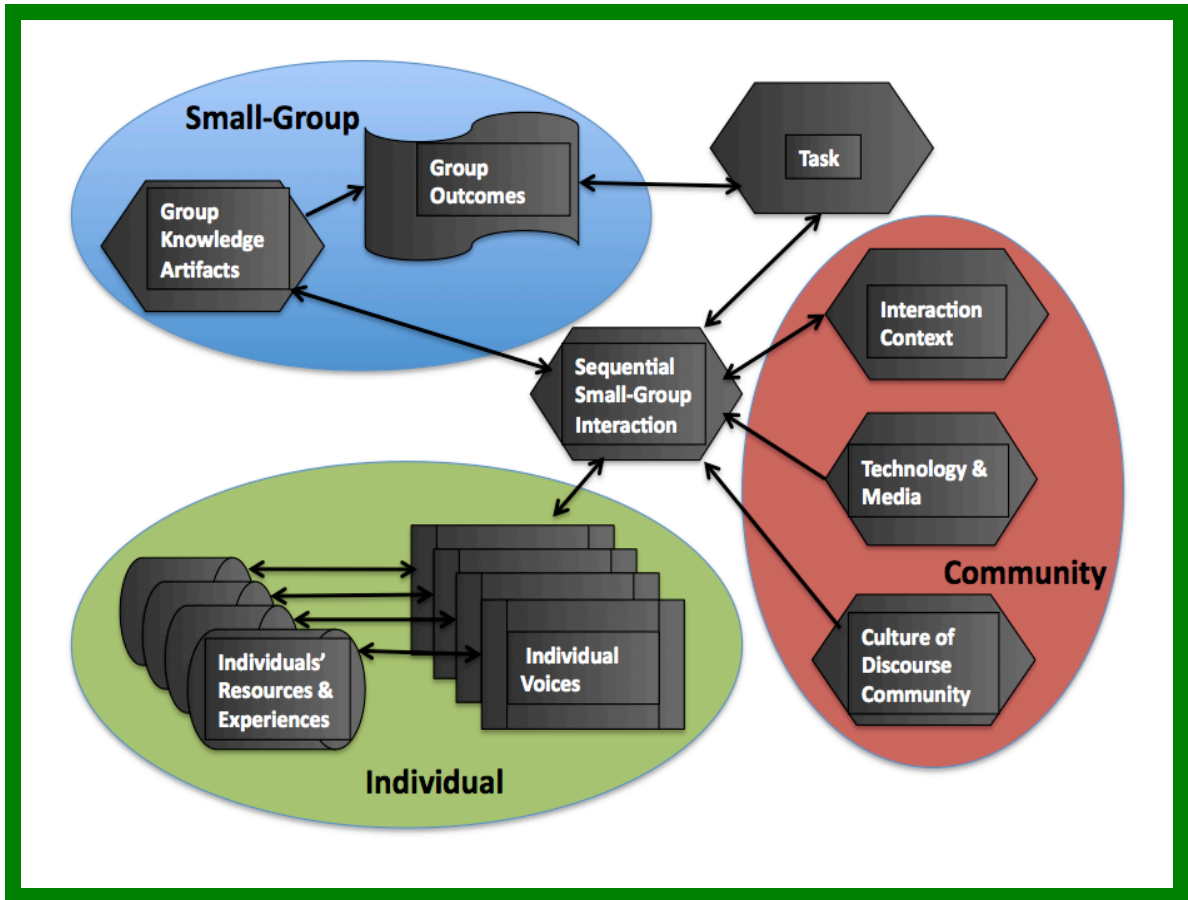 Small-Group
Group
Outcomes
Group
Knowledge
Artifacts
Task
Interaction
Context
Sequential
Small-Group
Interaction
Technology &
Media
Community
Culture of
Discourse
Community
Individuals’
Resources &
Experiences
Individual
Voices
Individual